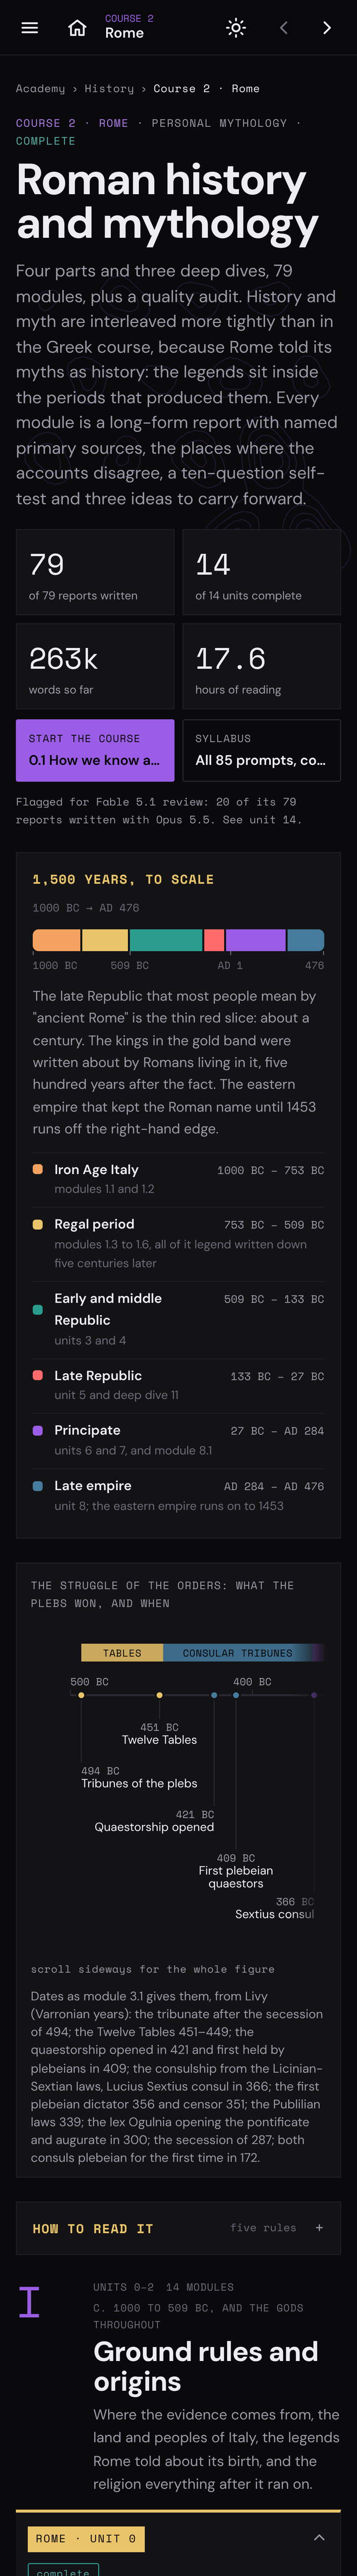 COURSE 2
Rome
Academy › History › Course 2 · Rome
COURSE 2 · ROME · PERSONAL MYTHOLOGY ·
COMPLETE
Roman history
and mythology
Four parts and three deep dives, 79
modules, plus a quality audit. History and
myth are interleaved more tightly than in
the Greek course, because Rome told its
myths as history: the legends sit inside
the periods that produced them. Every
module is a long-form report with named
primary sources, the places where the
accounts disagree, a ten-question self-
test and three ideas to carry forward.
79
of 79 reports written
14
of 14 units complete
263k
words so far
17.6
hours of reading
START THE COURSE
0.1 How we know a...
SYLLABUS
All 85 prompts, co...
Flagged for Fable 5.1 review: 20 of its 79
reports written with Opus 5.5. See unit 14.
1,500 YEARS, TO SCALE
1000 BC → AD 476
1000 BC 509 BC AD 1 476
The late Republic that most people mean by
"ancient Rome" is the thin red slice: about a
century. The kings in the gold band were
written about by Romans living in it, five
hundred years after the fact. The eastern
empire that kept the Roman name until 1453
runs off the right-hand edge.
Iron Age Italy 1000 BC – 753 BC
modules 1.1 and 1.2
Regal period 753 BC – 509 BC
modules 1.3 to 1.6, all of it legend written down
five centuries later
Early and middle 509 BC – 133 BC
Republic
units 3 and 4
Late Republic 133 BC – 27 BC
unit 5 and deep dive 11
Principate 27 BC – AD 284
units 6 and 7, and module 8.1
Late empire AD 284 – AD 476
unit 8; the eastern empire runs on to 1453
THE STRUGGLE OF THE ORDERS: WHAT THE
PLEBS WON, AND WHEN
TABLES CONSULAR TRIBUNES
500 BC 400 BC
451 BC
Twelve Tables
494 BC
Tribunes of the plebs
421 BC
Quaestorship opened
409 BC
First plebeian
quaestors
366 BC
Sextius consul
scroll sideways for the whole figure
Dates as module 3.1 gives them, from Livy
(Varronian years): the tribunate after the secession
of 494; the Twelve Tables 451–449; the
quaestorship opened in 421 and first held by
plebeians in 409; the consulship from the Licinian-
Sextian laws, Lucius Sextius consul in 366; the first
plebeian dictator 356 and censor 351; the Publilian
laws 339; the lex Ogulnia opening the pontificate
and augurate in 300; the secession of 287; both
consuls plebeian for the first time in 172.
HOW TO READ IT five rules +
I
UNITS 0–2 14 MODULES
C. 1000 TO 509 BC, AND THE GODS
THROUGHOUT
Ground rules and
origins
Where the evidence comes from, the
land and peoples of Italy, the legends
Rome told about its birth, and the
religion everything after it ran on.
ROME · UNIT 0
complete